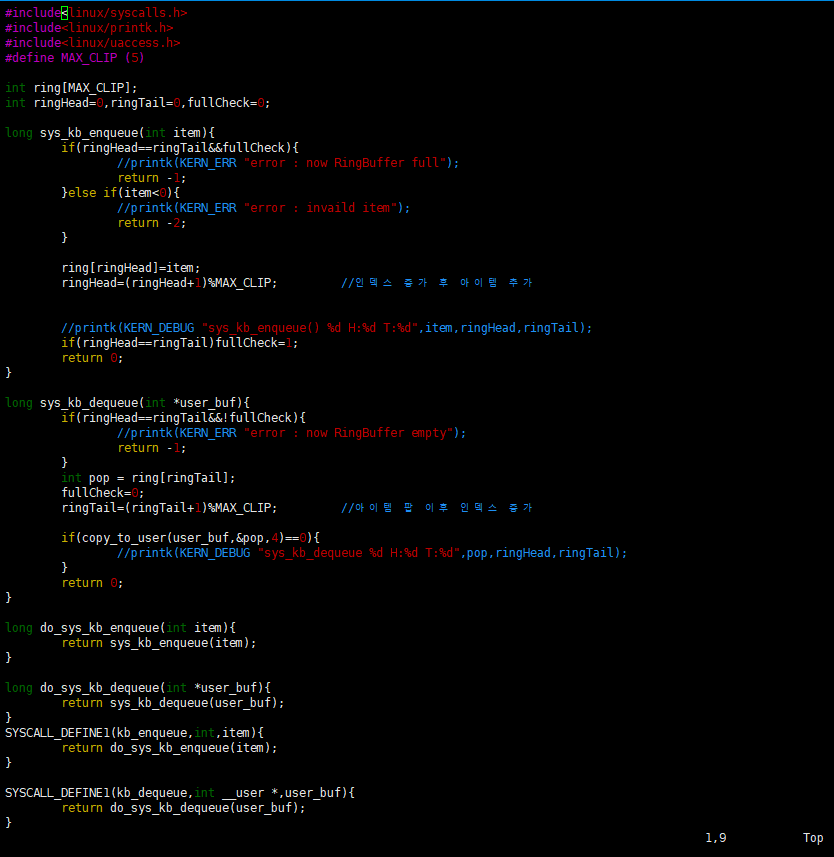 #include<linux/syscalls.h>
#include<linux/printk.h>
#include<linux/uaccess.h>
#define MAX_CLIP (5)

int ring[MAX_CLIP];
int ringHead=0,ringTail=0,fullCheck=0;

long sys_kb_enqueue(int item){
        if(ringHead==ringTail&&fullCheck){
                //printk(KERN_ERR "error : now RingBuffer full");
                return -1;
        }else if(item<0){
                //printk(KERN_ERR "error : invaild item");
                return -2;
        }

        ring[ringHead]=item;
        ringHead=(ringHead+1)%MAX_CLIP;         //인덱스 증가 후 아이템 추가


        //printk(KERN_DEBUG "sys_kb_enqueue() %d H:%d T:%d",item,ringHead,ringTail);
        if(ringHead==ringTail)fullCheck=1;
        return 0;
}

long sys_kb_dequeue(int *user_buf){
        if(ringHead==ringTail&&!fullCheck){
                //printk(KERN_ERR "error : now RingBuffer empty");
                return -1;
        }
        int pop = ring[ringTail];
        fullCheck=0;
        ringTail=(ringTail+1)%MAX_CLIP;         //아이템 팝 이후 인덱스 증가

        if(copy_to_user(user_buf,&pop,4)==0){
                //printk(KERN_DEBUG "sys_kb_dequeue %d H:%d T:%d",pop,ringHead,ringTail);
        }
        return 0;
}

long do_sys_kb_enqueue(int item){
        return sys_kb_enqueue(item);
}

long do_sys_kb_dequeue(int *user_buf){
        return sys_kb_dequeue(user_buf);
}
SYSCALL_DEFINE1(kb_enqueue,int,item){
        return do_sys_kb_enqueue(item);
}

SYSCALL_DEFINE1(kb_dequeue,int __user *,user_buf){
        return do_sys_kb_dequeue(user_buf);
}
1,9 Top